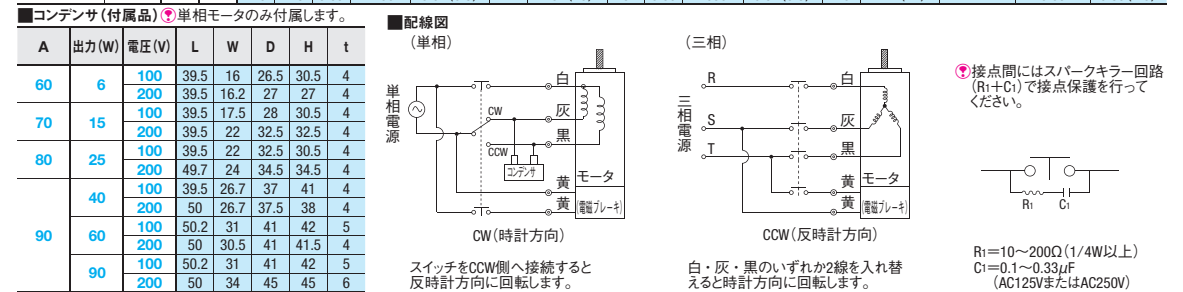 ■コンデンサ(付属品) 単相モータのみ付属します。
A 出力(W) 電圧(V) L W D H t
60 6 100 39.5 16 26.5 30.5 4
200 39.5 16.2 27 27 4
70 15 100 39.5 17.5 28 30.5 4
200 39.5 22 32.5 32.5 4
80 25 100 39.5 22 32.5 30.5 4
200 49.7 24 34.5 34.5 4
90 40 100 39.5 26.7 37 41 4
200 50 26.7 37.5 38 4
60 100 50.2 31 41 42 5
200 50 30.5 41 41.5 4
90 100 50.2 31 41 42 5
200 50 34 45 45 6
■配線図
(単相)
単相電源
CW
CCW
コンデンサ
白
灰
黒
黄
黄
モータ
(電磁ブレーキ)
CW(時計方向)
スイッチをCCW側へ接続すると
反時計方向に回転します。
(三相)
三相電源
R
S
T
白
灰
黒
黄
黄
モータ
(電磁ブレーキ)
CCW(反時計方向)
白・灰・黒のいずれか2線を入れ替
えると時計方向に回転します。
接点間にはスパークキラー回路
(R1+C1)で接点保護を行って
ください。
R1 C1
R1=10〜200Ω(1/4W以上)
C1=0.1〜0.33μF
(AC125VまたはAC250V)